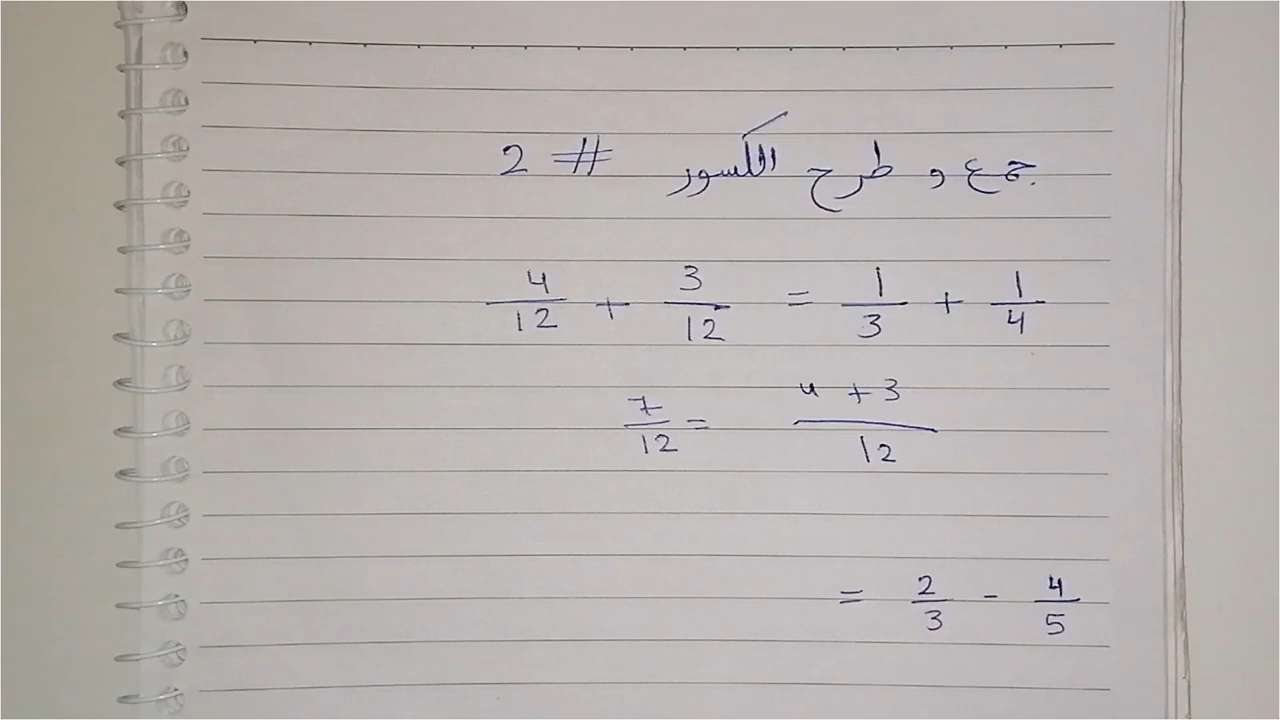 جمع و طرح الكسور # 2
1/4 + 1/3 = 3/12 + 4/12
4 + 3/12 = 7/12
4/5 - 2/3 =